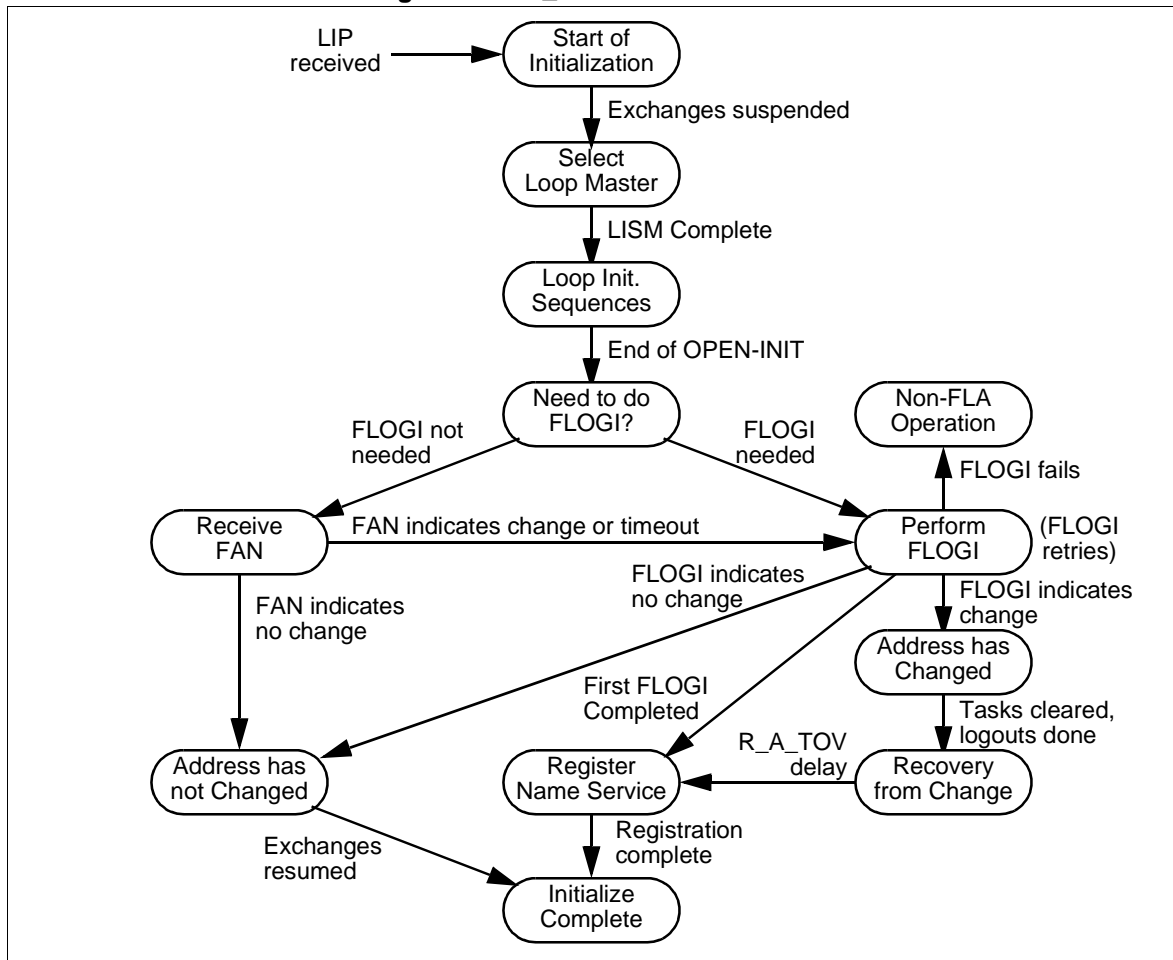 LIP
received
Start of
Initialization
Exchanges suspended
Select
Loop Master
LISM Complete
Loop Init.
Sequences
End of OPEN-INIT
Need to do
FLOGI?
Non-FLA
Operation
FLOGI not
needed
FLOGI
needed
FLOGI fails
Receive
FAN
FAN indicates change or timeout
Perform
FLOGI
(FLOGI
retries)
FAN indicates
no change
FLOGI indicates
no change
FLOGI indicates
change
Address has
Changed
First FLOGI
Completed
Tasks cleared,
logouts done
R_A_TOV
delay
Address has
not Changed
Register
Name Service
Recovery
from Change
Exchanges
resumed
Registration
complete
Initialize
Complete